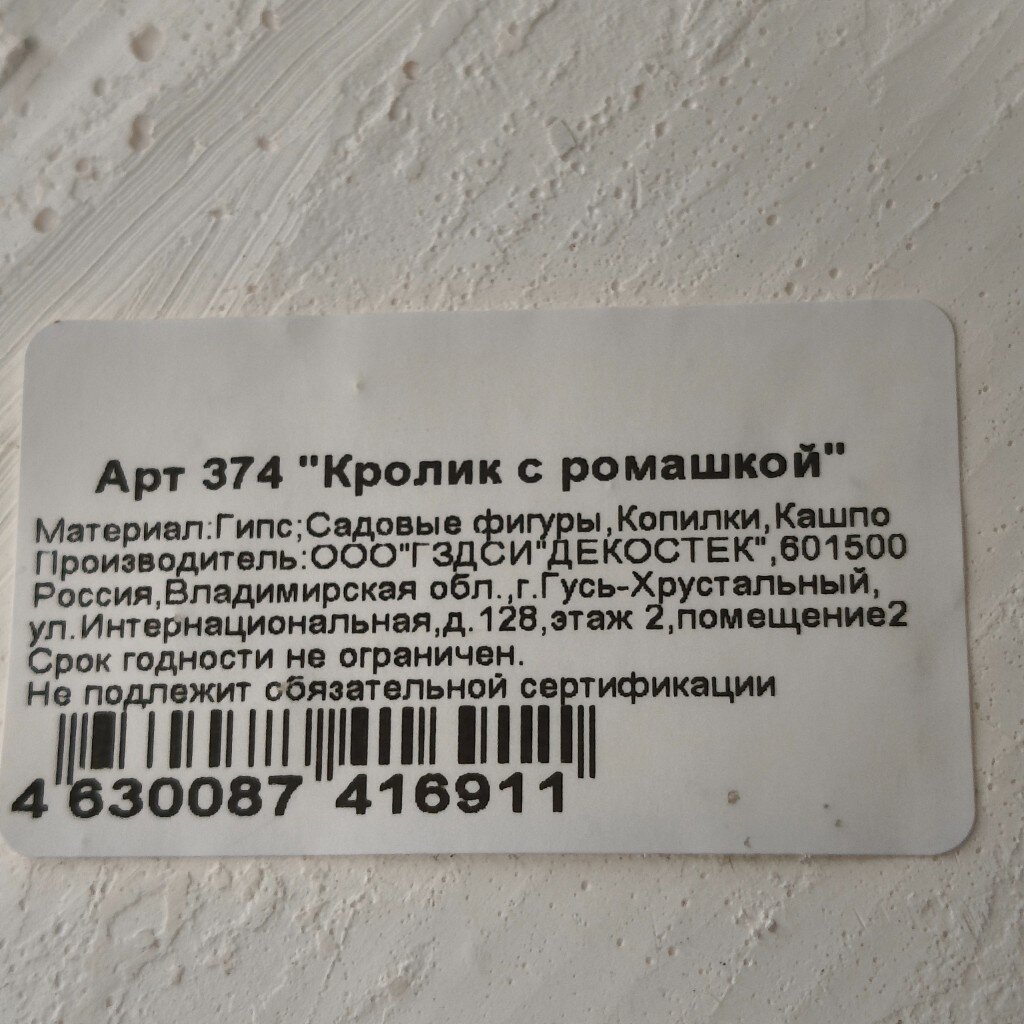 Арт 374 "Кролик с ромашкой"
Материал:Гипс;Садовые фигуры,Копилки,Кашпо
Производитель:ООО"ГЗДСИ"ДЕКОСТЕК",601500
Россия,Владимирская обл.,г.Гусь-Хрустальный,
ул.Интернациональная,д.128,этаж 2,помещение2
Срок годности не ограничен.
Не подлежит обязательной сертификации
4 630087 416911